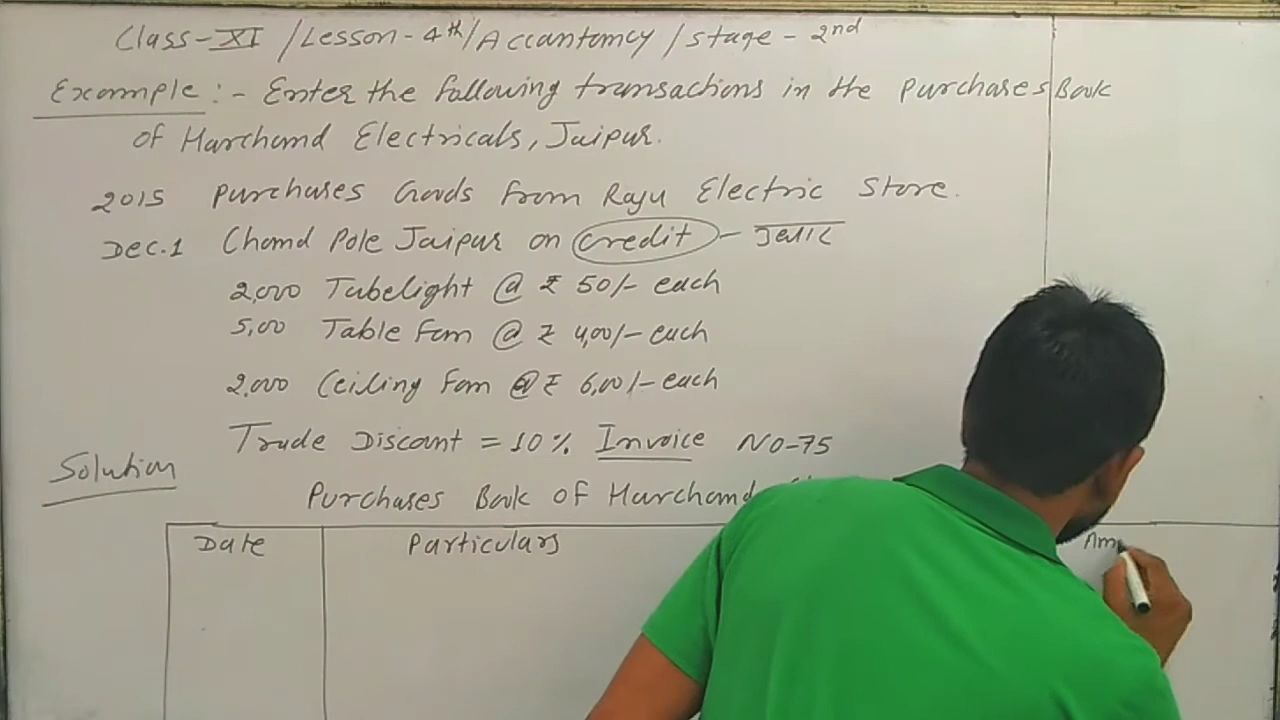 Class-XI / Lesson - 4th / Accantomcy / Stage - 2nd
Example :- Enter the following transactions in the Purchases Book
of Harchand Electricals, Jaipur.
2015 Purchases Goods from Raju Electric Store.
Dec.1 Chand Pole Jaipur on Credit -
2,000 Tubelight @ ₹ 50/- each
5,00 Table Fan @ ₹ 4,00/- each
2,000 Ceiling Fan @ ₹ 6,00/- each
Trade Discant = 10% Invoice NO-75
Solution
Purchases Book of Harchand
Date Particulars Am